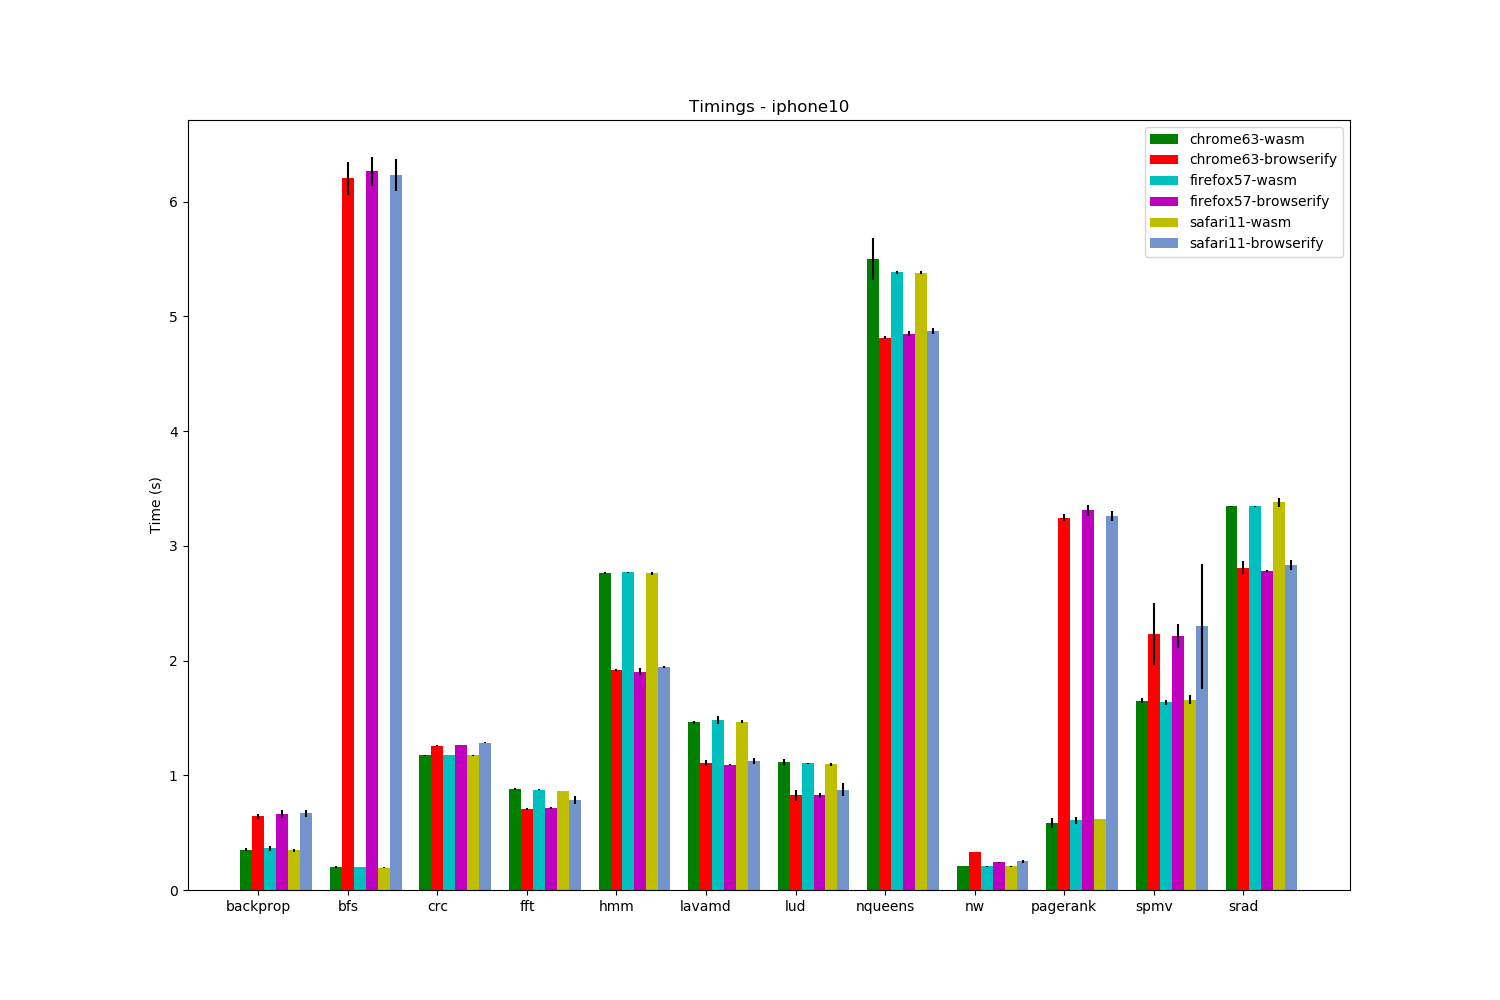 Timings - iphone10
chrome63-wasm
chrome63-browserify
firefox57-wasm
firefox57-browserify
safari11-wasm
safari11-browserify
Time (s)
6
5
4
3
2
1
0
backprop bfs crc fft hmm lavamd lud nqueens nw pagerank spmv srad